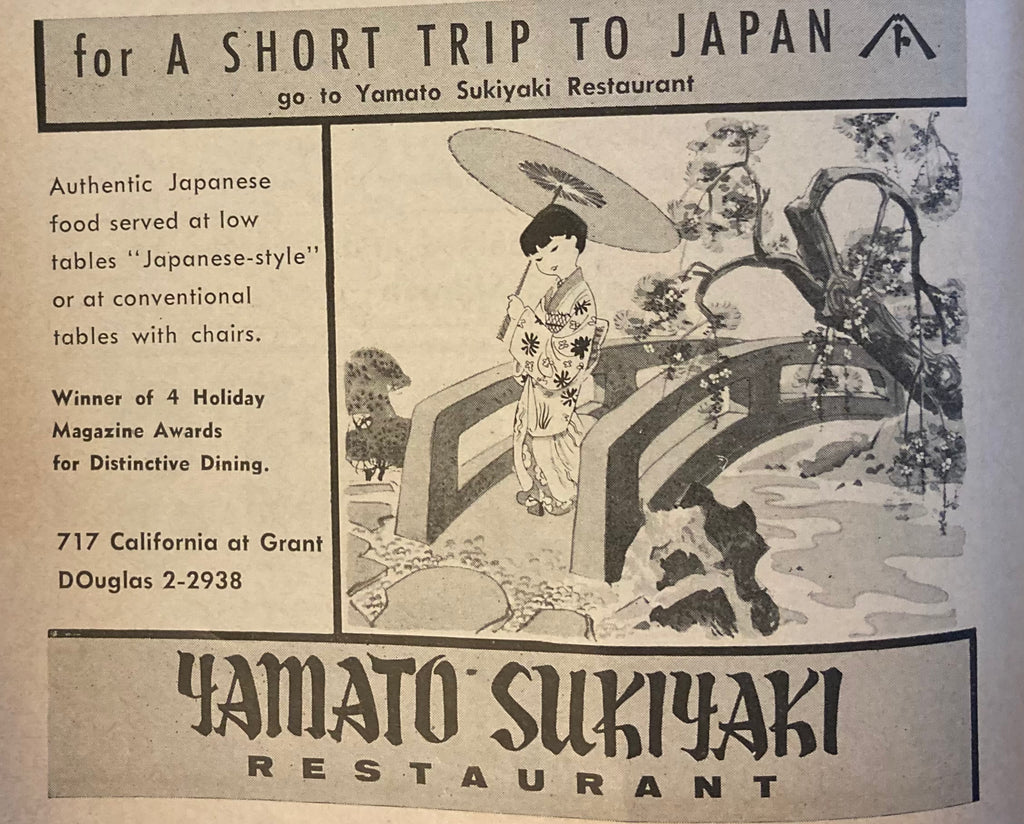 for A SHORT TRIP TO JAPAN
go to Yamato Sukiyaki Restaurant
Authentic Japanese
food served at low
tables "Japanese-style"
or at conventional
tables with chairs.
Winner of 4 Holiday
Magazine Awards
for Distinctive Dining.
717 California at Grant
DOuglas 2-2938
YAMATO SUKIYAKI
RESTAURANT